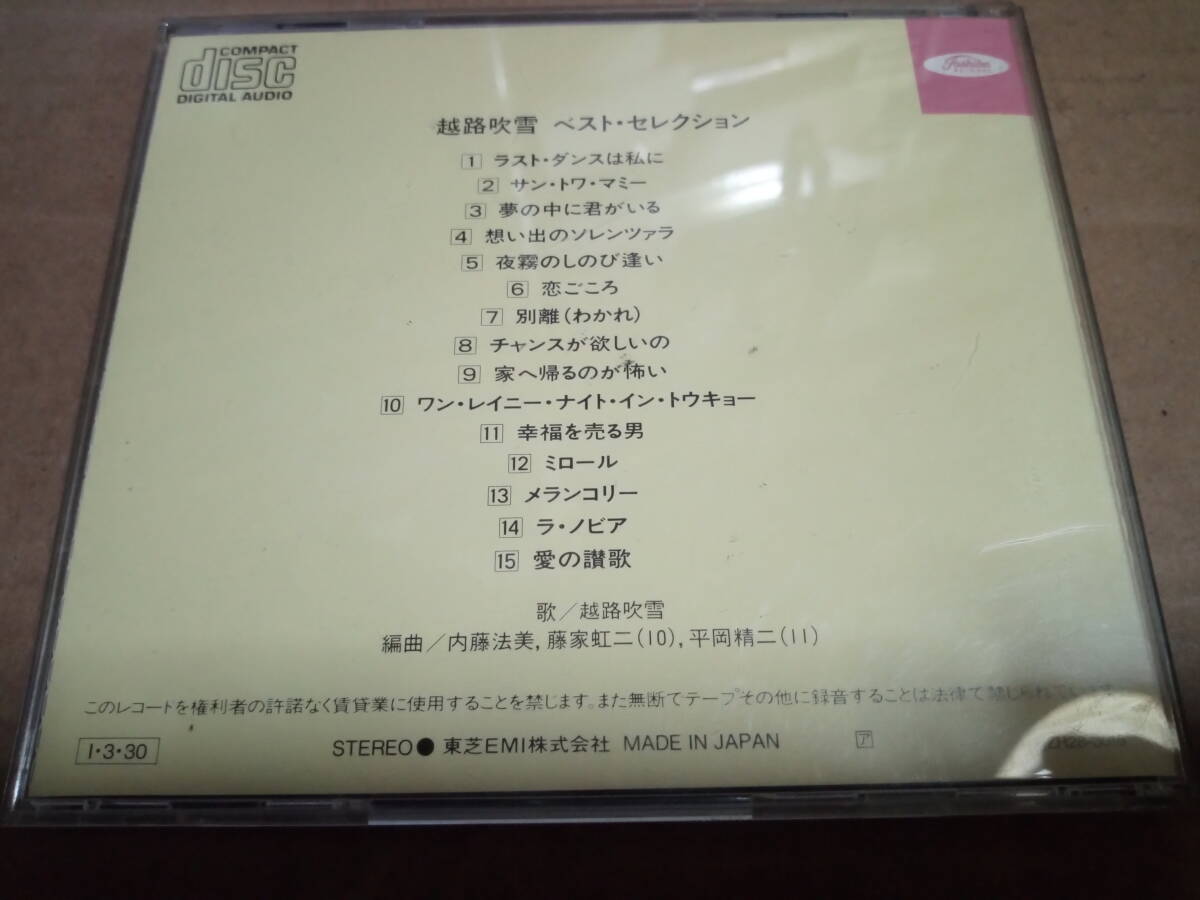 COMPACT
disc
DIGITAL AUDIO
Toshiba
越路吹雪 ベスト・セレクション
1 ラスト・ダンスは私に
2 サン・トワ・マミー
3 夢の中に君がいる
4 想い出のソレンツァラ
5 夜霧のしのび逢い
6 恋ごころ
7 別離(わかれ)
8 チャンスが欲しいの
9 家へ帰るのが怖い
10 ワン・レイニー・ナイト・イン・トウキョー
11 幸福を売る男
12 ミロール
13 メランコリー
14 ラ・ノビア
15 愛の讃歌
歌/越路吹雪
編曲/内藤法美,藤家虹二(10),平岡精二(11)
このレコードを権利者の許諾なく賃貸業に使用することを禁じます。また無断でテープその他に録音することは法律で禁じられています。
I・3・30
STEREO● 東芝EMI株式会社 MADE IN JAPAN
ア